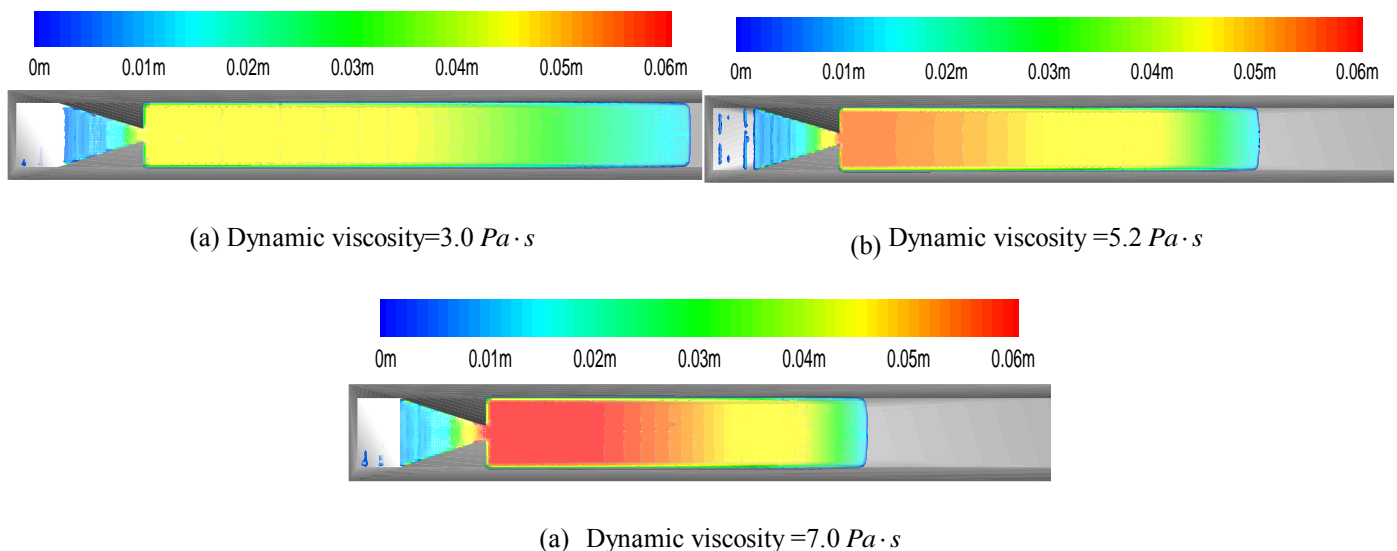 0m 0.01m 0.02m 0.03m 0.04m 0.05m 0.06m
0m 0.01m 0.02m 0.03m 0.04m 0.05m 0.06m
(a) Dynamic viscosity=3.0 Pa·s
(b) Dynamic viscosity =5.2 Pa·s
0m 0.01m 0.02m 0.03m 0.04m 0.05m 0.06m
(a) Dynamic viscosity =7.0 Pa·s